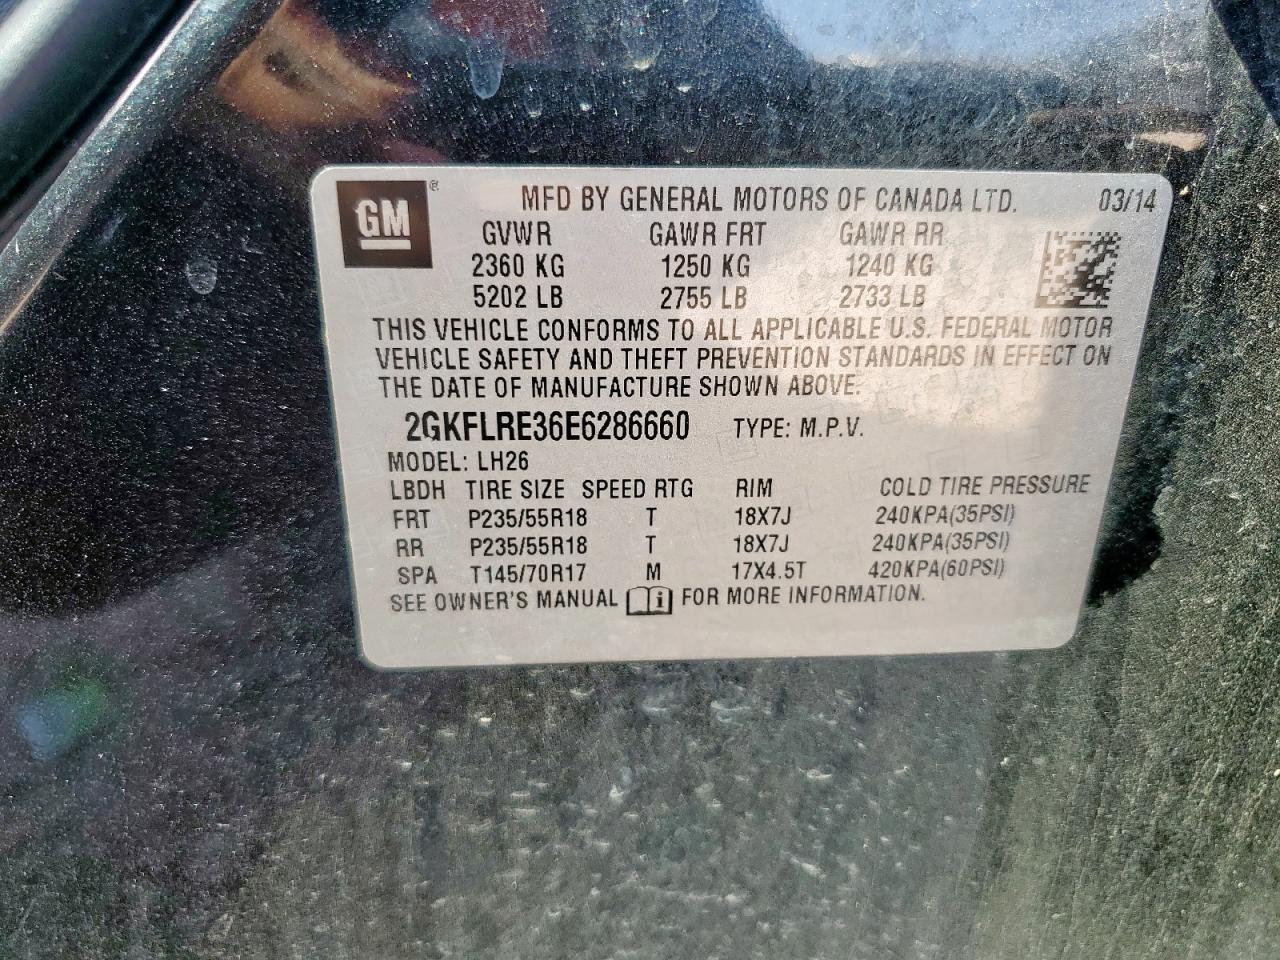 GM ® MFD BY GENERAL MOTORS OF CANADA LTD. 03/14
GVWR GAWR FRT GAWR RR
2360 KG 1250 KG 1240 KG
5202 LB 2755 LB 2733 LB
THIS VEHICLE CONFORMS TO ALL APPLICABLE U.S. FEDERAL MOTOR
VEHICLE SAFETY AND THEFT PREVENTION STANDARDS IN EFFECT ON
THE DATE OF MANUFACTURE SHOWN ABOVE.
2GKFLRE36E6286660 TYPE: M.P.V.
MODEL: LH26
LBDH TIRE SIZE SPEED RTG RIM COLD TIRE PRESSURE
FRT P235/55R18 T 18X7J 240KPA(35PSI)
RR P235/55R18 T 18X7J 240KPA(35PSI)
SPA T145/70R17 M 17X4.5T 420KPA(60PSI)
SEE OWNER'S MANUAL i FOR MORE INFORMATION.